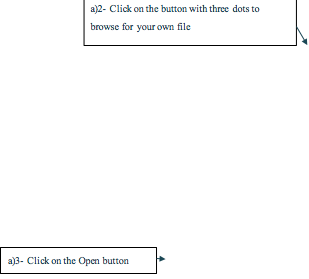 a)2- Click on the button with three dots to
browse for your own file
a)3- Click on the Open button